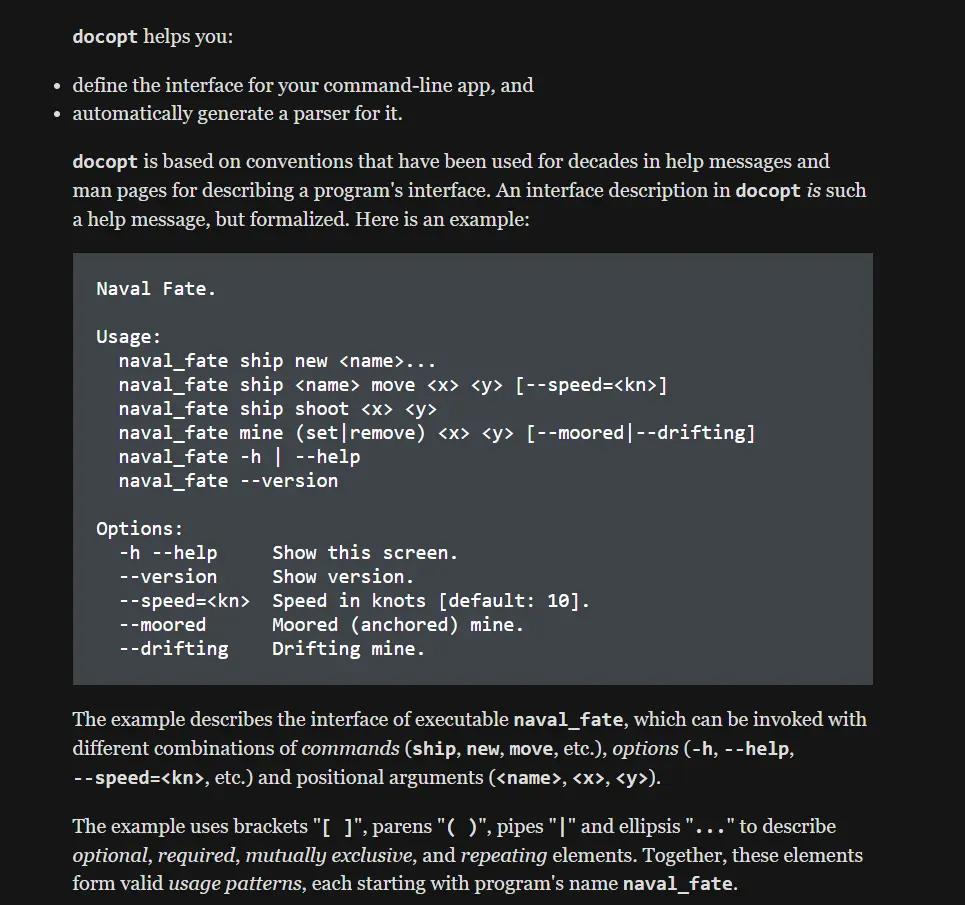 docopt helps you:
• define the interface for your command-line app, and
• automatically generate a parser for it.
docopt is based on conventions that have been used for decades in help messages and
man pages for describing a program's interface. An interface description in docopt is such
a help message, but formalized. Here is an example:
Naval Fate.
Usage:
  naval_fate ship new <name>...
  naval_fate ship <name> move <x> <y> [--speed=<kn>]
  naval_fate ship shoot <x> <y>
  naval_fate mine (set|remove) <x> <y> [--moored|--drifting]
  naval_fate -h | --help
  naval_fate --version
Options:
  -h --help     Show this screen.
  --version     Show version.
  --speed=<kn>  Speed in knots [default: 10].
  --moored      Moored (anchored) mine.
  --drifting    Drifting mine.
The example describes the interface of executable naval_fate, which can be invoked with
different combinations of commands (ship, new, move, etc.), options (-h, --help,
--speed=<kn>, etc.) and positional arguments (<name>, <x>, <y>).
The example uses brackets "[ ]", parens "( )", pipes "|" and ellipsis "..." to describe
optional, required, mutually exclusive, and repeating elements. Together, these elements
form valid usage patterns, each starting with program's name naval_fate.